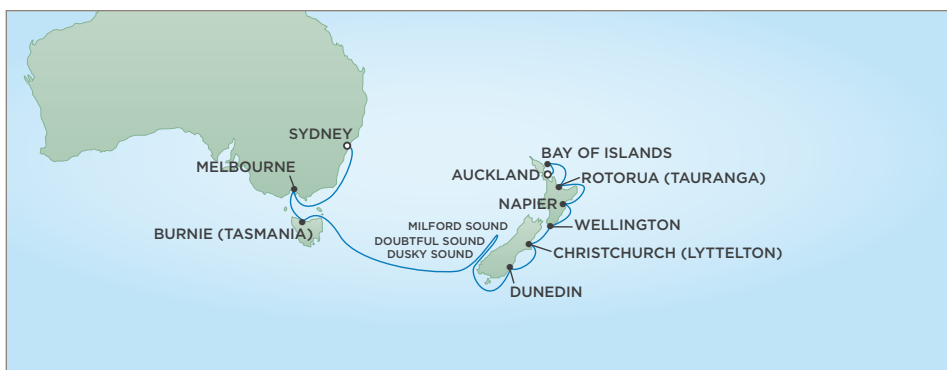 SYDNEY
BAY OF ISLANDS
MELBOURNE
AUCKLAND
ROTORUA (TAURANGA)
NAPIER
MILFORD SOUND
WELLINGTON
BURNIE (TASMANIA)
DOUBTFUL SOUND
DUSKY SOUND
CHRISTCHURCH (LYTTELTON)
DUNEDIN